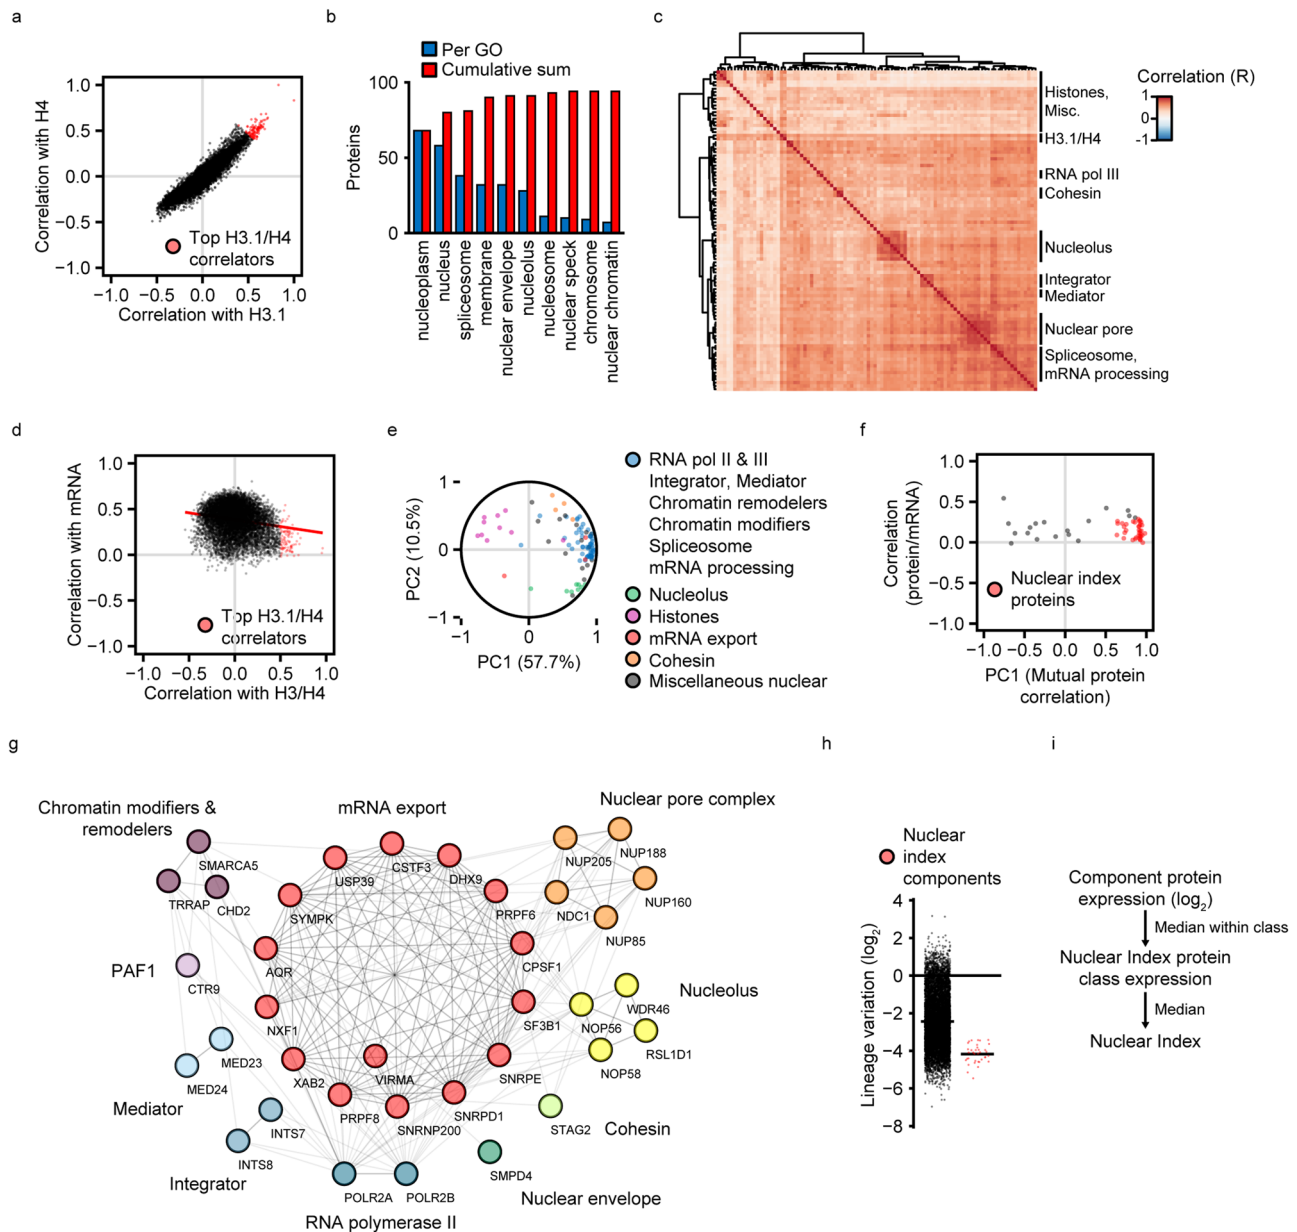 a
1.0
0.5
0.0
−0.5
−1.0
Correlation with H4
Top H3.1/H4
correlators
−1.0 −0.5 0.0 0.5 1.0
Correlation with H3.1
b
Per GO
Cumulative sum
100
50
0
Proteins
nucleoplasm
nucleus
spliceosome
membrane
nuclear envelope
nucleolus
nucleosome
nuclear speck
chromosome
nuclear chromatin
c
Histones,
Misc.
H3.1/H4
RNA pol III
Cohesin
Nucleolus
Integrator
Mediator
Nuclear pore
Spliceosome,
mRNA processing
Correlation (R)
1
0
-1
d
1.0
0.5
0.0
−0.5
−1.0
Correlation with mRNA
Top H3.1/H4
correlators
−1.0 −0.5 0.0 0.5 1.0
Correlation with H3/H4
e
1
0
−1
PC2 (10.5%)
−1 0 1
PC1 (57.7%)
RNA pol II & III
Integrator, Mediator
Chromatin remodelers
Chromatin modifiers
Spliceosome
mRNA processing
Nucleolus
Histones
mRNA export
Cohesin
Miscellaneous nuclear
f
1.0
0.5
0.0
−0.5
−1.0
Correlation
(protein/mRNA)
Nuclear index
proteins
−1.0 −0.5 0.0 0.5 1.0
PC1 (Mutual protein
correlation)
g
Chromatin modifiers &
remodelers
SMARCA5
TRRAP
CHD2
PAF1
CTR9
MED23
MED24
Mediator
INTS7
INTS8
Integrator
mRNA export
USP39
CSTF3
DHX9
SYMPK
PRPF6
AQR
CPSF1
NXF1
SF3B1
XAB2
VIRMA
SNRPE
PRPF8
SNRNP200
SNRPD1
POLR2A
POLR2B
RNA polymerase II
Nuclear pore complex
NUP205
NUP188
NDC1
NUP160
NUP85
Nucleolus
WDR46
NOP56
RSL1D1
NOP58
STAG2
Cohesin
SMPD4
Nuclear envelope
h
Nuclear
index
components
4
2
0
−2
−4
−6
−8
Lineage variation (log2)
i
Component protein
expression (log2)
Median within class
Nuclear Index protein
class expression
Median
Nuclear Index